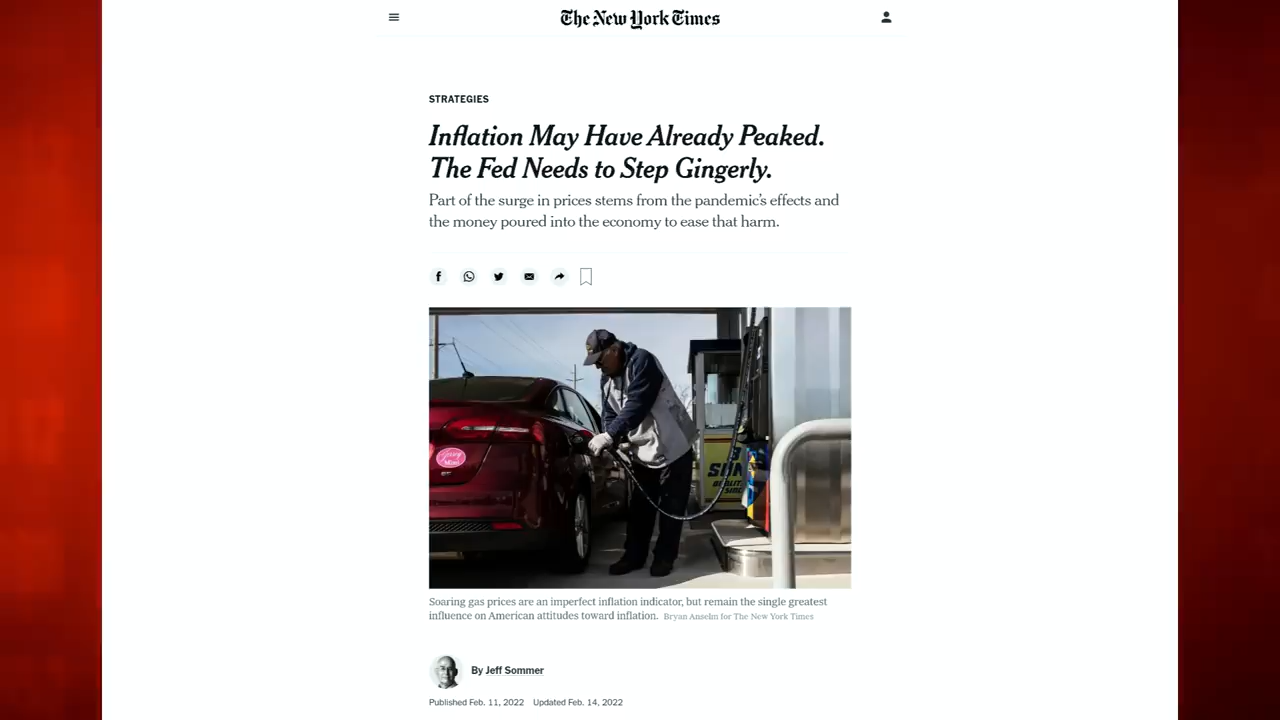 The New York Times
STRATEGIES
Inflation May Have Already Peaked.
The Fed Needs to Step Gingerly.
Part of the surge in prices stems from the pandemic's effects and
the money poured into the economy to ease that harm.
Soaring gas prices are an imperfect inflation indicator, but remain the single greatest
influence on American attitudes toward inflation. Bryan Anselm for The New York Times
By Jeff Sommer
Published Feb. 11, 2022 Updated Feb. 14, 2022